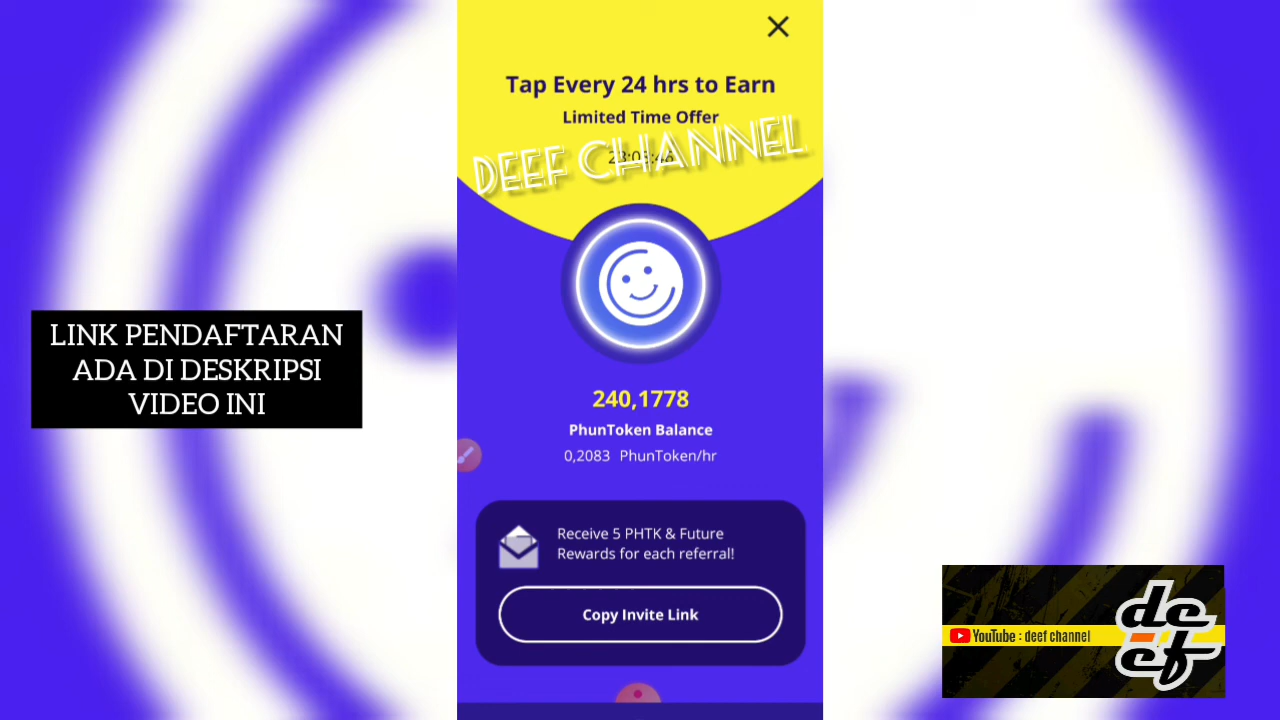 Tap Every 24 hrs to Earn
Limited Time Offer
DEEF CHANNEL
LINK PENDAFTARAN
ADA DI DESKRIPSI
VIDEO INI
240,1778
PhunToken Balance
0,2083 PhunToken/hr
Receive 5 PHTK & Future
Rewards for each referral!
Copy Invite Link
YouTube : deef channel
deef